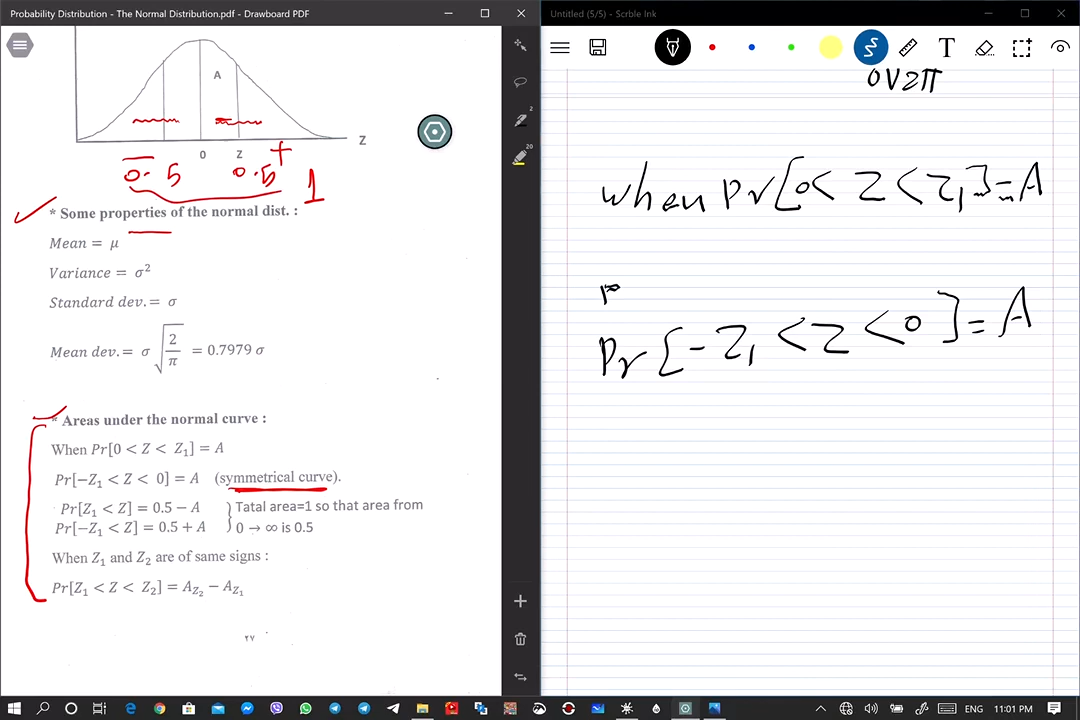 Probability Distribution - The Normal Distribution.pdf - Drawboard PDF
A
Z
0 Z
0.5 0.5 + 1
* Some properties of the normal dist. :
Mean = μ
Variance = σ²
Standard dev.= σ
Mean dev.= σ √(2/π) = 0.7979 σ
* Areas under the normal curve :
When Pr[0 < Z < Z₁] = A
Pr[−Z₁ < Z < 0] = A (symmetrical curve).
Pr[Z₁ < Z] = 0.5 − A } Tatal area=1 so that area from
Pr[−Z₁ < Z] = 0.5 + A } 0 → ∞ is 0.5
When Z₁ and Z₂ are of same signs :
Pr[Z₁ < Z < Z₂] = A_Z₂ − A_Z₁
٢٧
2
20
Untitled (5/5) - Scrble Ink
T
σ√2π
when Pr[0< Z < Z₁] = A
Pr[-Z₁ < Z < 0] = A
11:01 PM